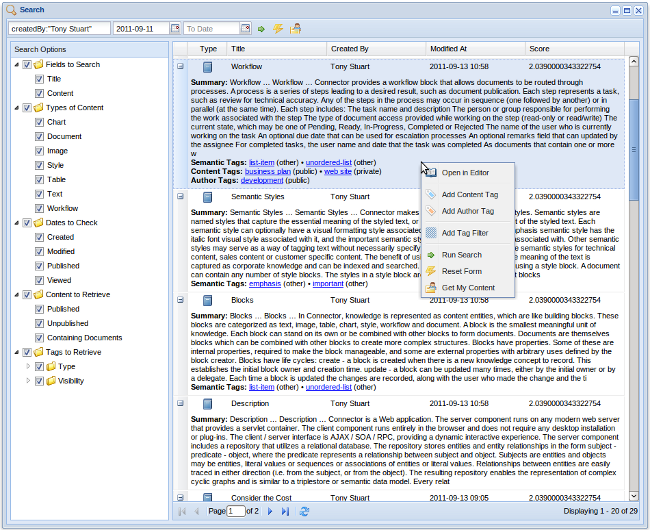 Search
createdBy:"Tony Stuart" 2011-09-11 To Date
Search Options
Fields to Search
Title
Content
Types of Content
Chart
Document
Image
Style
Table
Text
Workflow
Dates to Check
Created
Modified
Published
Viewed
Content to Retrieve
Published
Unpublished
Containing Documents
Tags to Retrieve
Type
Visibility
Type Title Created By Modified At Score
Workflow Tony Stuart 2011-09-13 10:58 2.0390000343322754
Summary: Workflow ... Workflow ... Connector provides a workflow block that allows documents to be routed through
processes. A process is a series of steps leading to a desired result, such as document publication. Each step represents a task,
such as review for technical accuracy. Any of the steps in the process may occur in sequence (one followed by another) or in
parallel (at the same time). Each step includes: The task name and description The person or group responsible for performing
the work associated with the step The type of document access provided while working on the step (read-only or read/write) The
current state, which may be one of Pending, Ready, In-Progress, Completed or Rejected The name of the user who is currently
working on the task An optional due date that can be used for escalation processes An optional remarks field that can updated by
the assignee For completed tasks, the user name and date that the task was completed As documents that contain one or more
w
Semantic Tags: list-item (other) • unordered-list (other)
Content Tags: business plan (public) • web site (private)
Author Tags: development (public)
Semantic Styles Tony Stuart
Summary: Semantic Styles ... Semantic Styles ... Connector makes styles. Semantic styles are
named styles that capture the essential meaning of the styled text, or of the styled text. Each
semantic style can optionally have a visual formatting style associated phasis semantic style has the
italic font visual style associated with it, and the important semantic associated with. Other semantic
styles may serve as a way of tagging text without necessarily specify semantic styles for technical
content, sales content or customer specific content. The benefit of us the meaning of the text is
captured as corporate knowledge and can be indexed and searched. using a style block. A document
can contain any number of style blocks. The styles in a style block are blocks
Semantic Tags: emphasis (other) • important (other)
Open in Editor
Add Content Tag
Add Author Tag
Add Tag Filter
Run Search
Reset Form
Get My Content
Blocks Tony Stuart 2011-09-13 10:58 2.0390000343322754
Summary: Blocks ... Blocks ... In Connector, knowledge is represented as content entities, which are like building blocks. These
blocks are categorized as text, image, table, chart, style, workflow and document. A block is the smallest meaningful unit of
knowledge. Each block can stand on its own or be combined with other blocks to form documents. Documents are themselves
blocks which can be combined with other blocks to create more complex structures. Blocks have properties. Some of these are
internal properties, required to make the block manageable, and some are external properties with arbitrary uses defined by the
block creator. Blocks have life cycles: create - a block is created when there is a new knowledge concept to record. This
establishes the initial block owner and creation time. update - a block can be updated many times, either by the initial owner or by
a delegate. Each time a block is updated the changes are recorded, along with the user who made the change and the ti
Semantic Tags: list-item (other) • unordered-list (other)
Description Tony Stuart 2011-09-13 10:58 2.0390000343322754
Summary: Description ... Description ... Connector is a Web application. The server component runs on any modern web server
that provides a servlet container. The client component runs entirely in the browser and does not require any desktop installation
or plug-ins. The client / server interface is AJAX / SOA / RPC, providing a dynamic interactive experience. The server component
includes a repository that utilizes a relational database. The repository stores entities and entity relationships in the form subject -
predicate - object, where the predicate represents a relationship between subject and object. Subjects are entities and objects
may be entities, literal values or sequences or associations of entities or literal values. Relationships between entities are easily
traced in either direction (i.e. from the subject, or from the object). The resulting repository enables the representation of complex
cyclic graphs and is similar to a triplestore or semantic data model. Every relat
Consider the Cost Tony Stuart 2011-09-13 09:05 2.0390000343322754
Page 1 of 2 Displaying 1 - 20 of 29